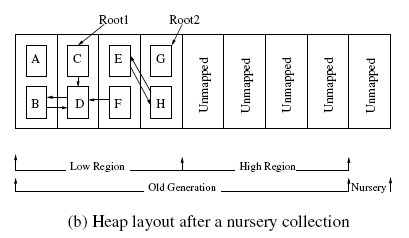 Root1 Root2
A C E G
B D F H
Unmapped Unmapped Unmapped Unmapped Unmapped
Low Region High Region
Old Generation Nursery
(b) Heap layout after a nursery collection